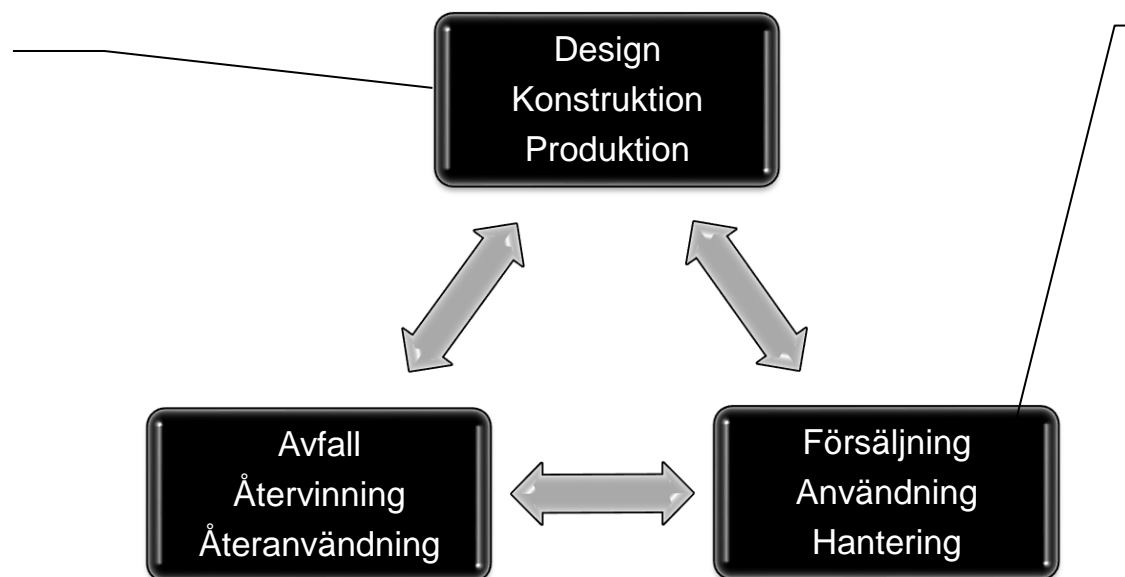 Design
Konstruktion
Produktion
Avfall
Återvinning
Återanvändning
Försäljning
Användning
Hantering